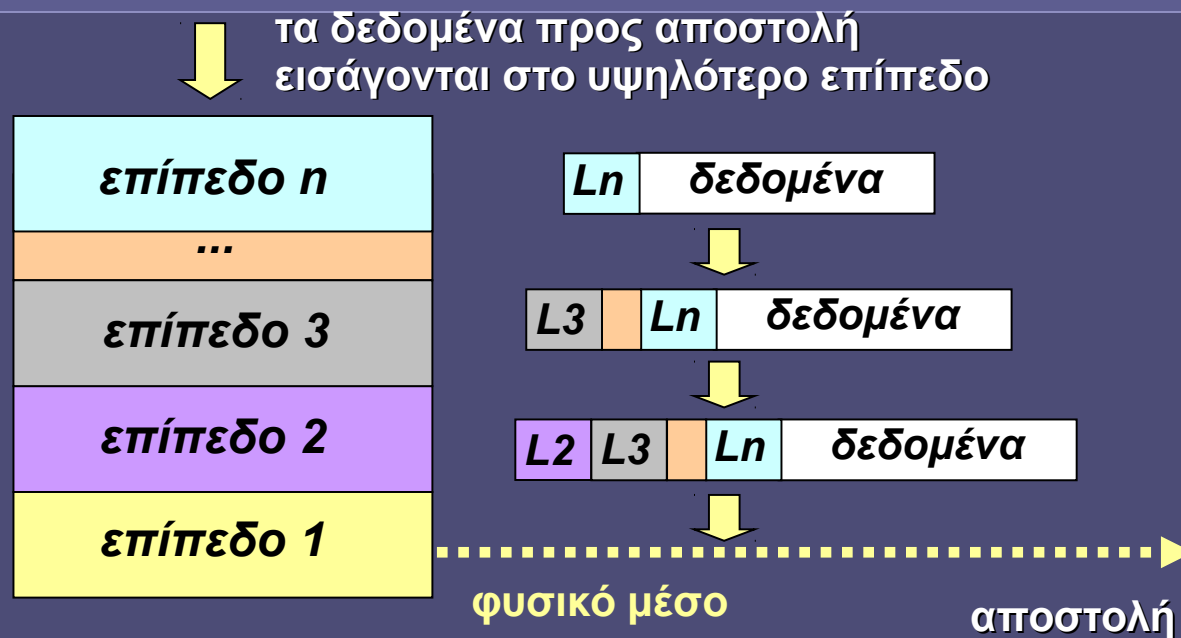 τα δεδομένα προς αποστολή
εισάγονται στο υψηλότερο επίπεδο
επίπεδο n
Ln δεδομένα
...
επίπεδο 3
L3 Ln δεδομένα
επίπεδο 2
L2 L3 Ln δεδομένα
επίπεδο 1
φυσικό μέσο
αποστολή